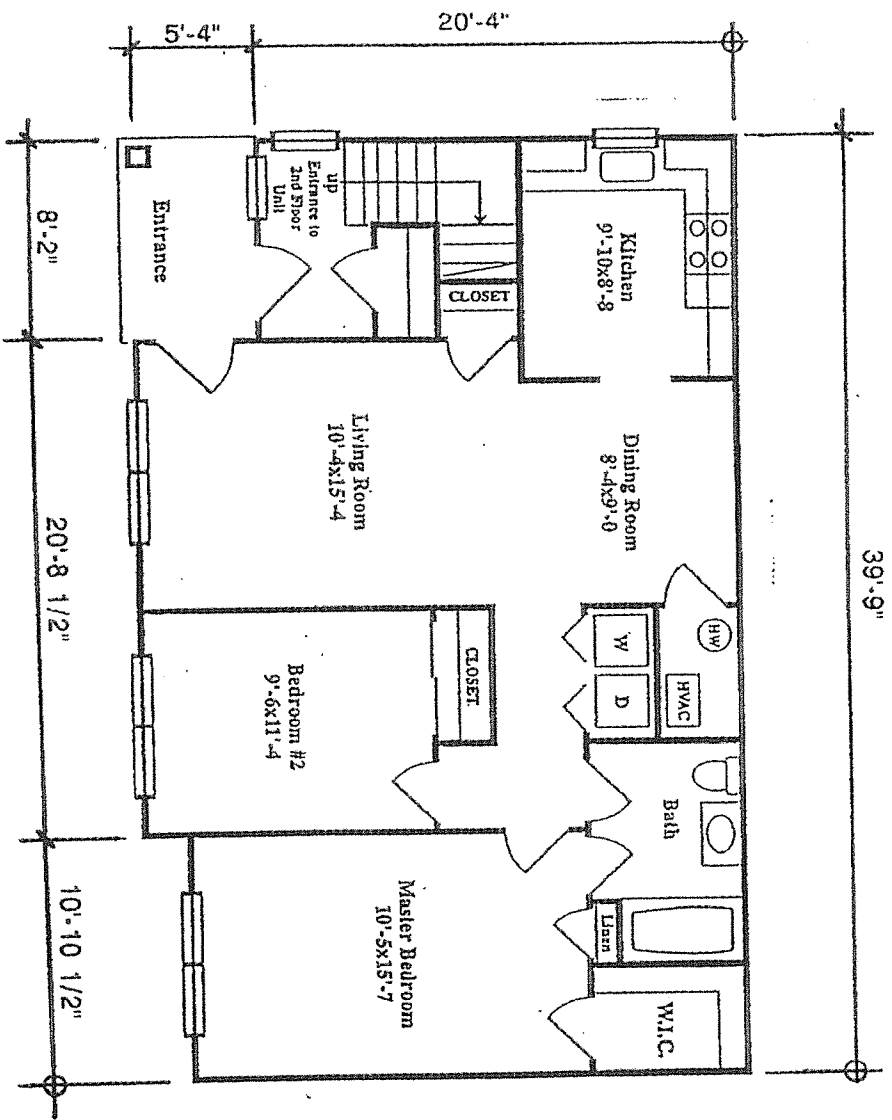 5'-4"
20'-4"
39'-9"
8'-2"
20'-8 1/2"
10'-10 1/2"
Entrance
up
Entrance to
2nd Floor
Unit
CLOSET
Kitchen
9'-10x8'-8
Living Room
10'-4x15'-4
Dining Room
8'-4x9'-0
HW
HVAC
W
D
CLOSET
Bedroom #2
9'-6x11'-4
Bath
Linen
Master Bedroom
10'-5x15'-7
W.I.C.